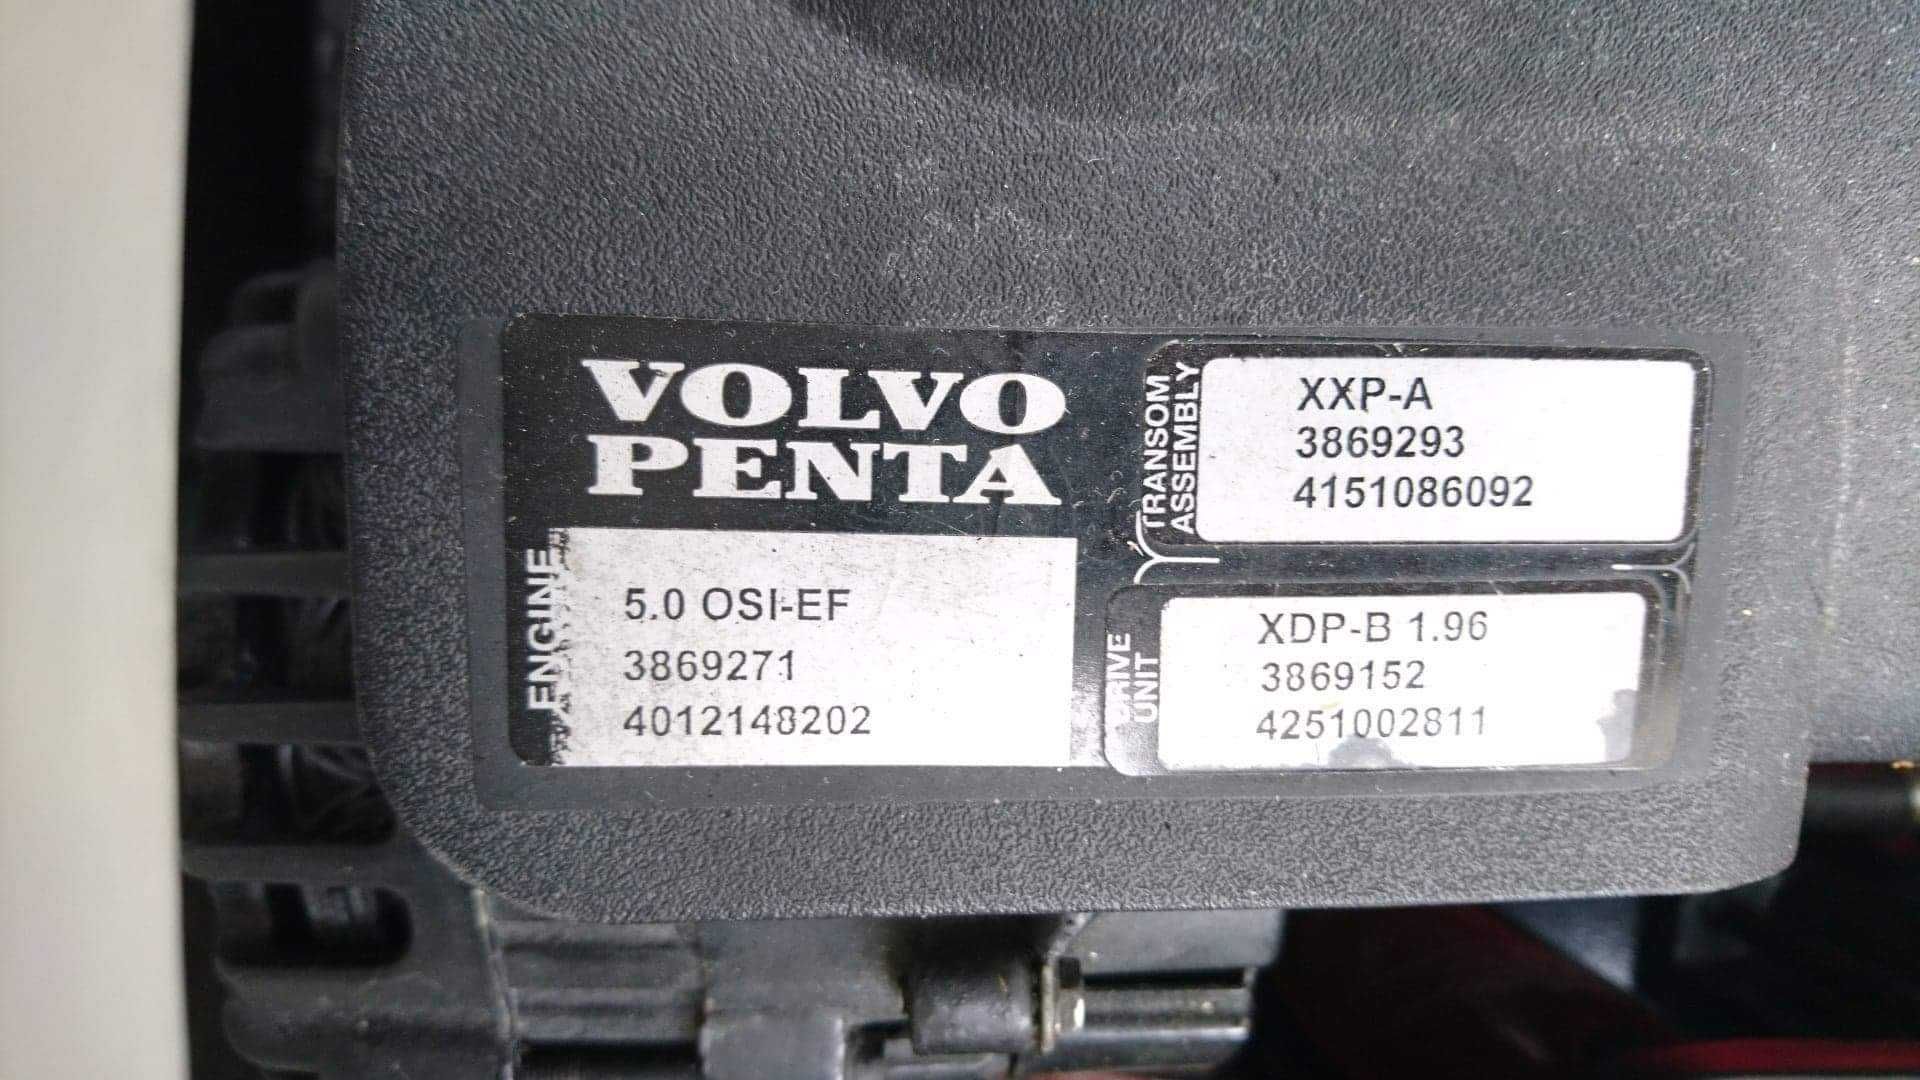 VOLVO
PENTA
ENGINE
5.0 OSI-EF
3869271
4012148202
TRANSOM
ASSEMBLY
XXP-A
3869293
4151086092
DRIVE
UNIT
XDP-B 1.96
3869152
4251002811